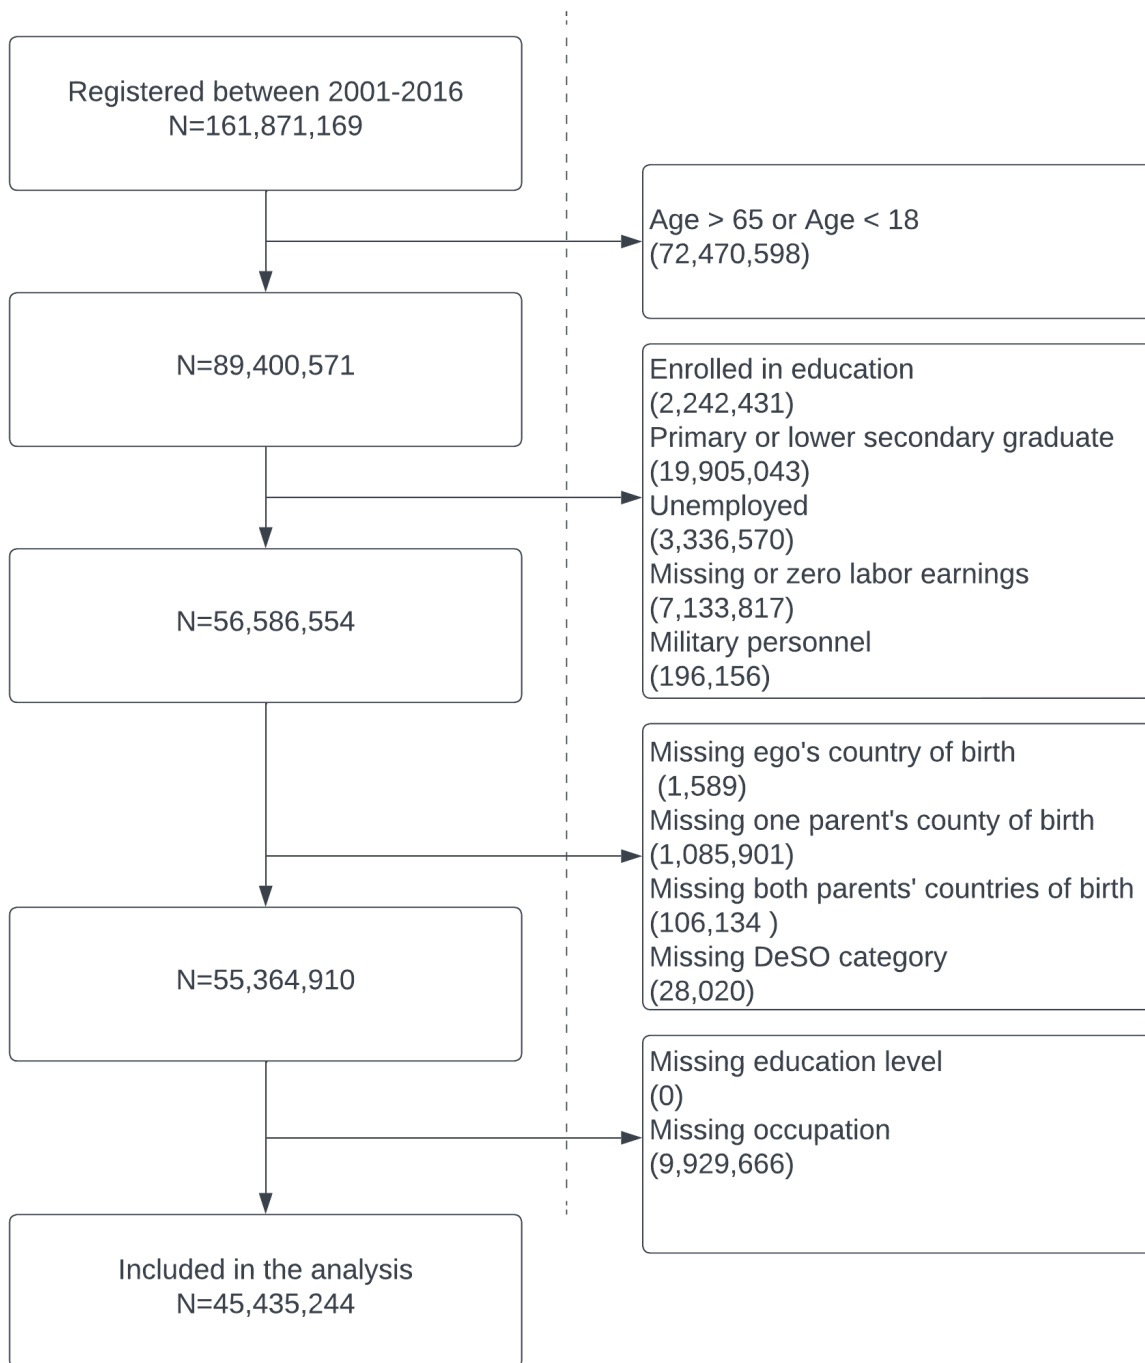 Registered between 2001-2016
N=161,871,169
Age > 65 or Age < 18
(72,470,598)
N=89,400,571
Enrolled in education
(2,242,431)
Primary or lower secondary graduate
(19,905,043)
Unemployed
(3,336,570)
Missing or zero labor earnings
(7,133,817)
Military personnel
(196,156)
N=56,586,554
Missing ego's country of birth
(1,589)
Missing one parent's county of birth
(1,085,901)
Missing both parents' countries of birth
(106,134 )
Missing DeSO category
(28,020)
N=55,364,910
Missing education level
(0)
Missing occupation
(9,929,666)
Included in the analysis
N=45,435,244